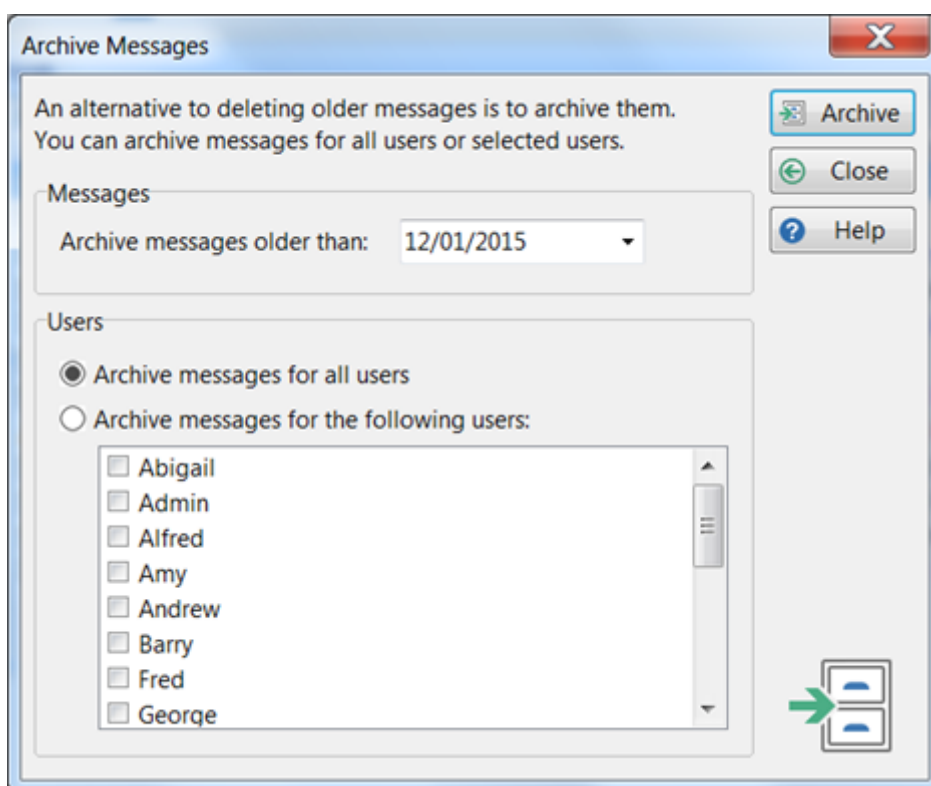 Archive Messages
An alternative to deleting older messages is to archive them.
You can archive messages for all users or selected users.
Archive
Close
Help
Messages
Archive messages older than: 12/01/2015
Users
Archive messages for all users
Archive messages for the following users:
Abigail
Admin
Alfred
Amy
Andrew
Barry
Fred
George